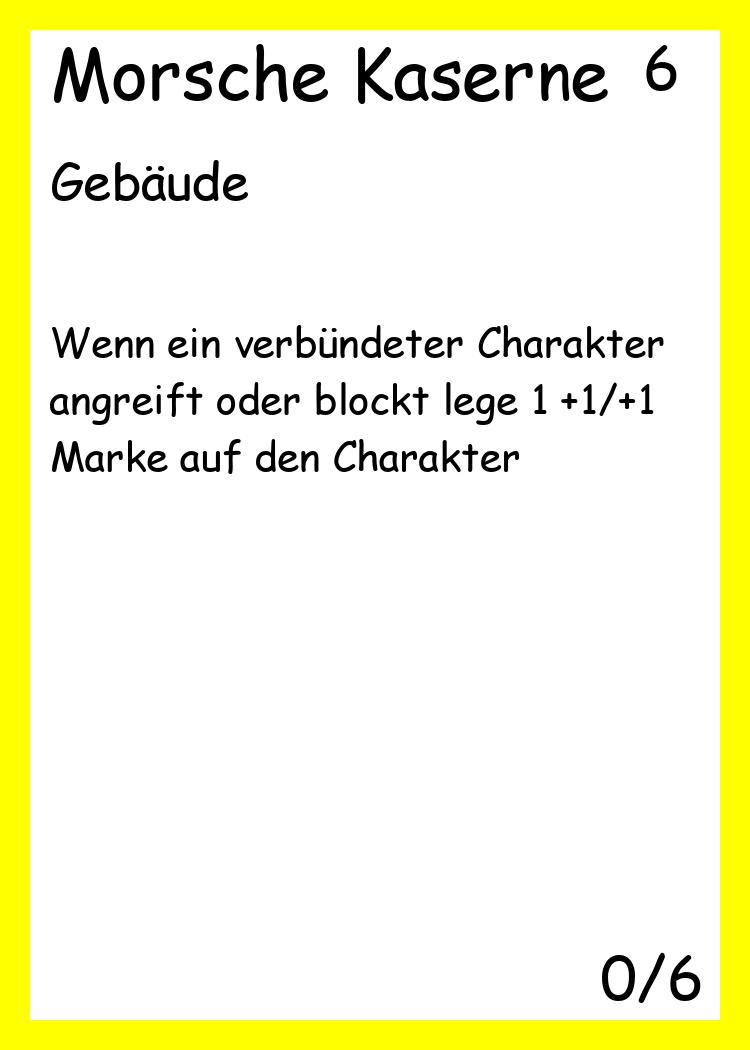 Morsche Kaserne 6
Gebäude
Wenn ein verbündeter Charakter
angreift oder blockt lege 1 +1/+1
Marke auf den Charakter
0/6